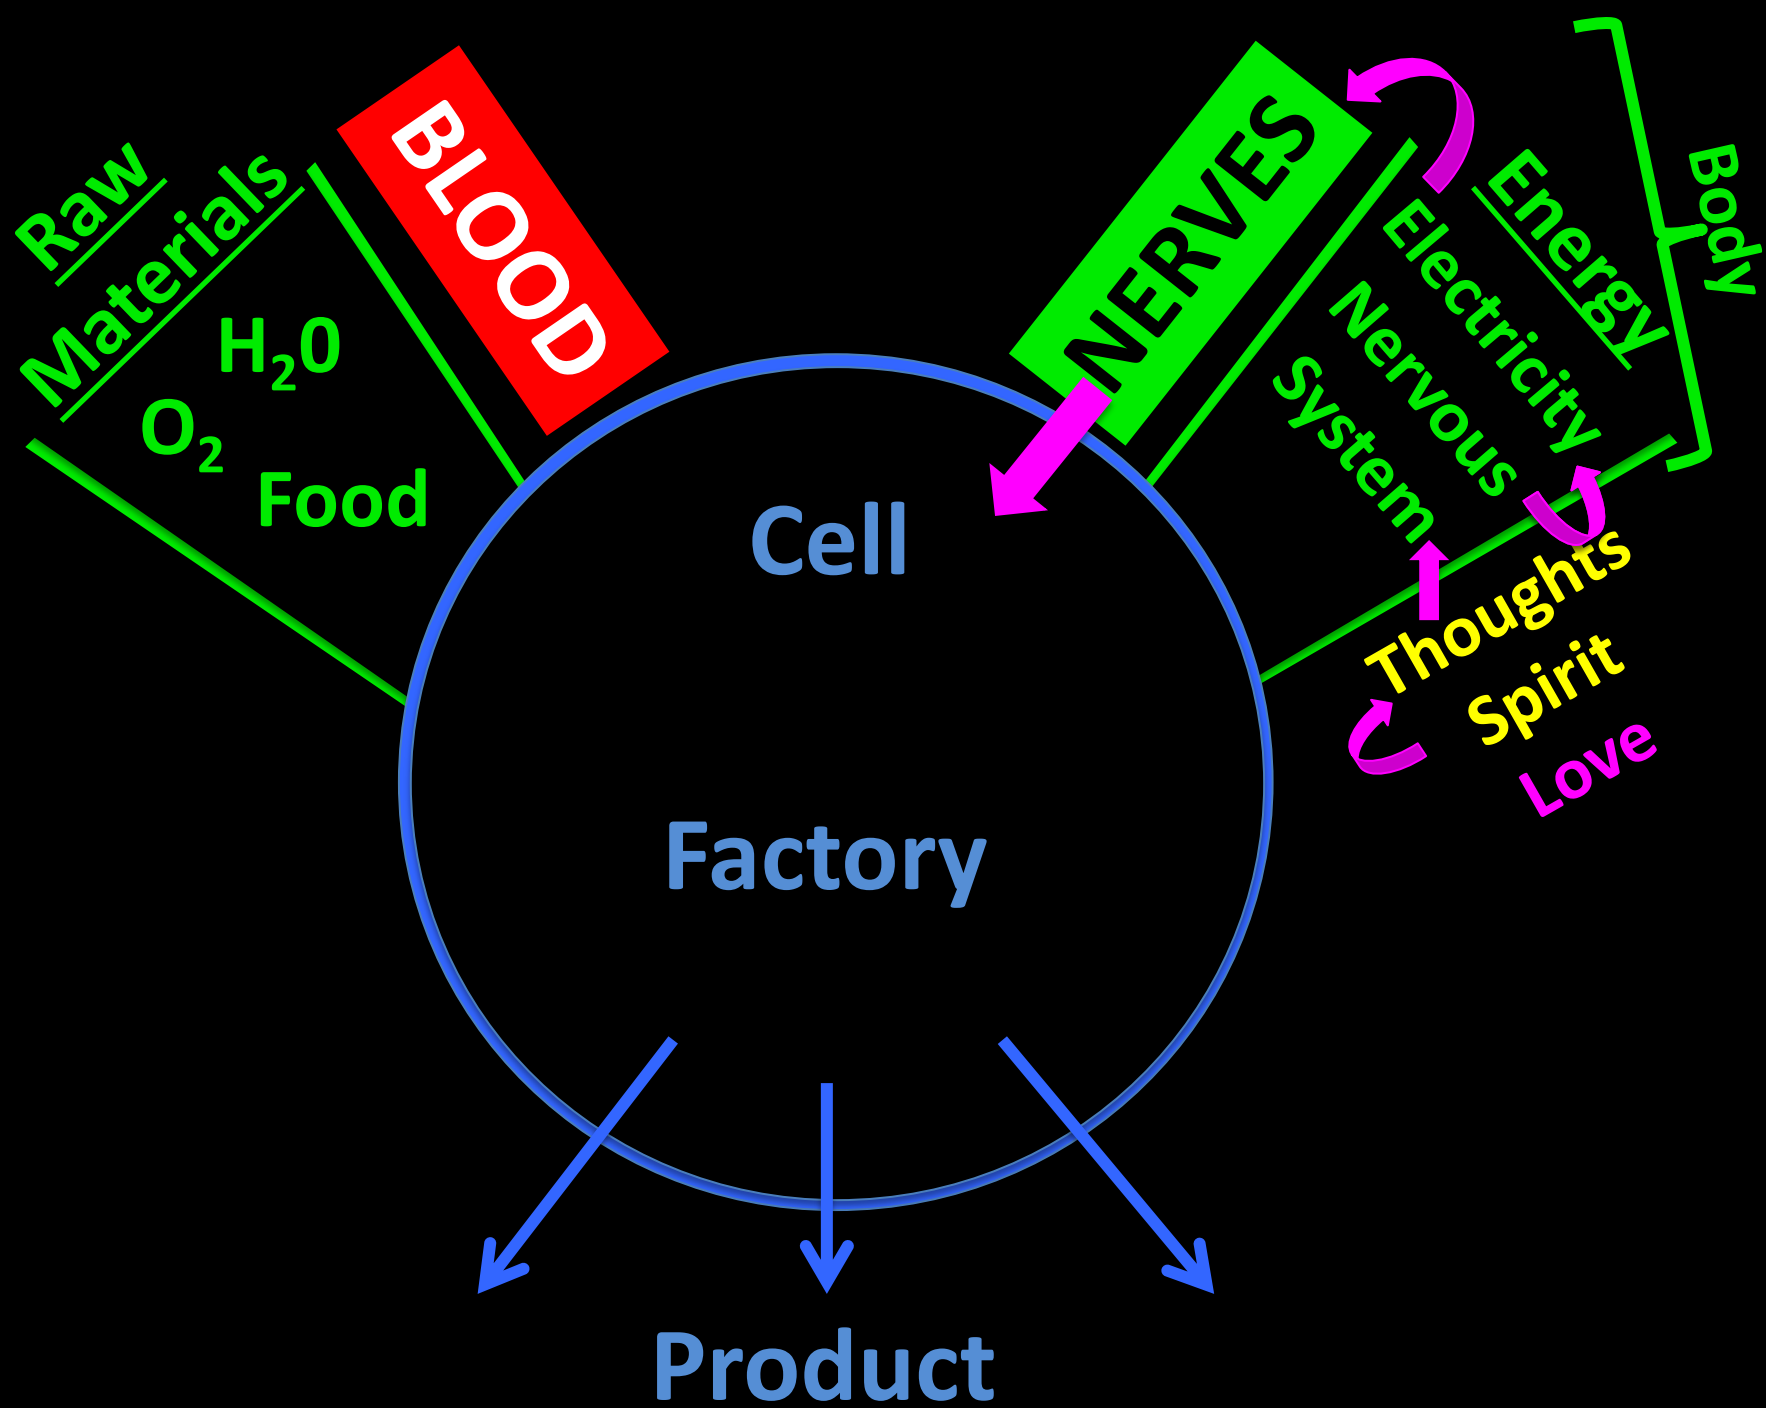 Raw
Materials
H₂0
O₂
Food
BLOOD
NERVES
Energy
Electricity
Nervous
System
Body
Thoughts
Spirit
Love
Cell
Factory
Product